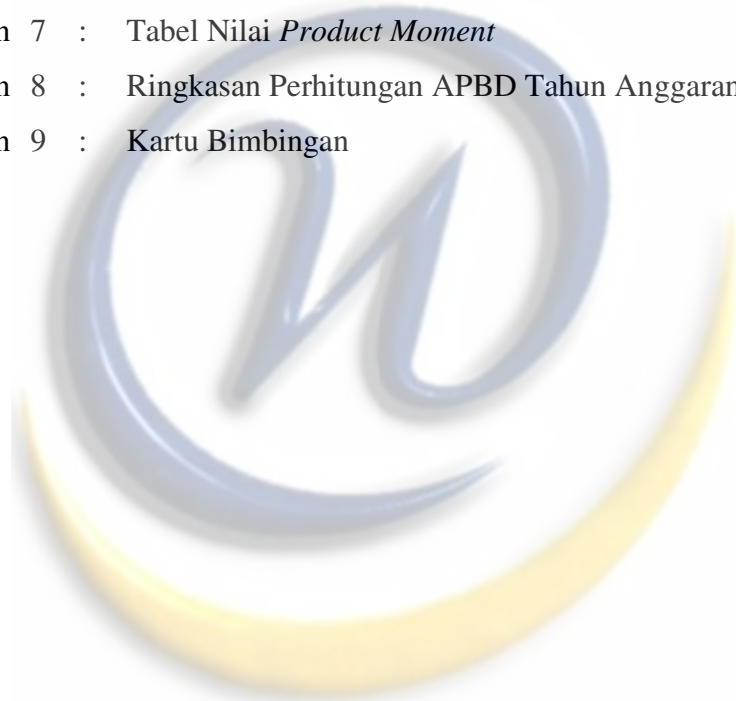 n 7 : Tabel Nilai Product Moment
n 8 : Ringkasan Perhitungan APBD Tahun Anggaran
n 9 : Kartu Bimbingan